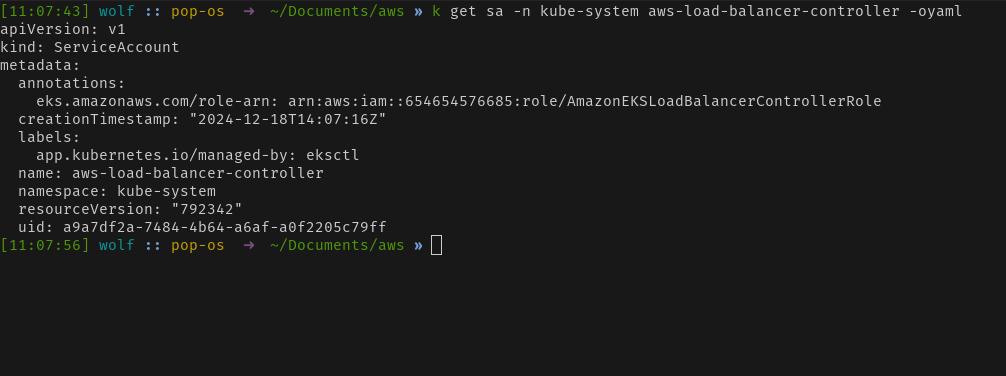 [11:07:43] wolf :: pop-os ➜ ~/Documents/aws » k get sa -n kube-system aws-load-balancer-controller -oyaml
apiVersion: v1
kind: ServiceAccount
metadata:
  annotations:
    eks.amazonaws.com/role-arn: arn:aws:iam::654654576685:role/AmazonEKSLoadBalancerControllerRole
  creationTimestamp: "2024-12-18T14:07:16Z"
  labels:
    app.kubernetes.io/managed-by: eksctl
  name: aws-load-balancer-controller
  namespace: kube-system
  resourceVersion: "792342"
  uid: a9a7df2a-7484-4b64-a6af-a0f2205c79ff
[11:07:56] wolf :: pop-os ➜ ~/Documents/aws »